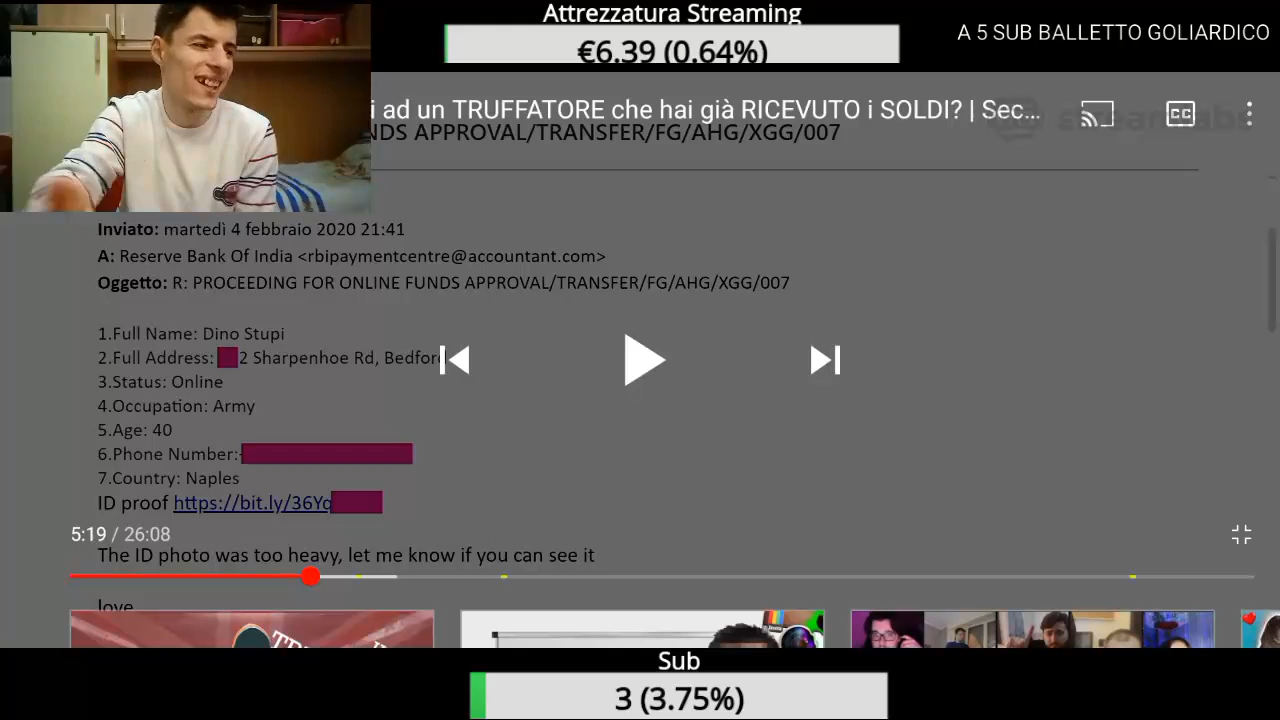 Attrezzatura Streaming
€6.39 (0.64%)
A 5 SUB BALLETTO GOLIARDICO
i ad un TRUFFATORE che hai già RICEVUTO i SOLDI? | Sec...
CC
NDS APPROVAL/TRANSFER/FG/AHG/XGG/007
Inviato: martedì 4 febbraio 2020 21:41
A: Reserve Bank Of India <rbipaymentcentre@accountant.com>
Oggetto: R: PROCEEDING FOR ONLINE FUNDS APPROVAL/TRANSFER/FG/AHG/XGG/007
1.Full Name: Dino Stupi
2.Full Address: 2 Sharpenhoe Rd, Bedford
3.Status: Online
4.Occupation: Army
5.Age: 40
6.Phone Number:
7.Country: Naples
ID proof https://bit.ly/36Yq
5:19 / 26:08
The ID photo was too heavy, let me know if you can see it
love
Sub
3 (3.75%)